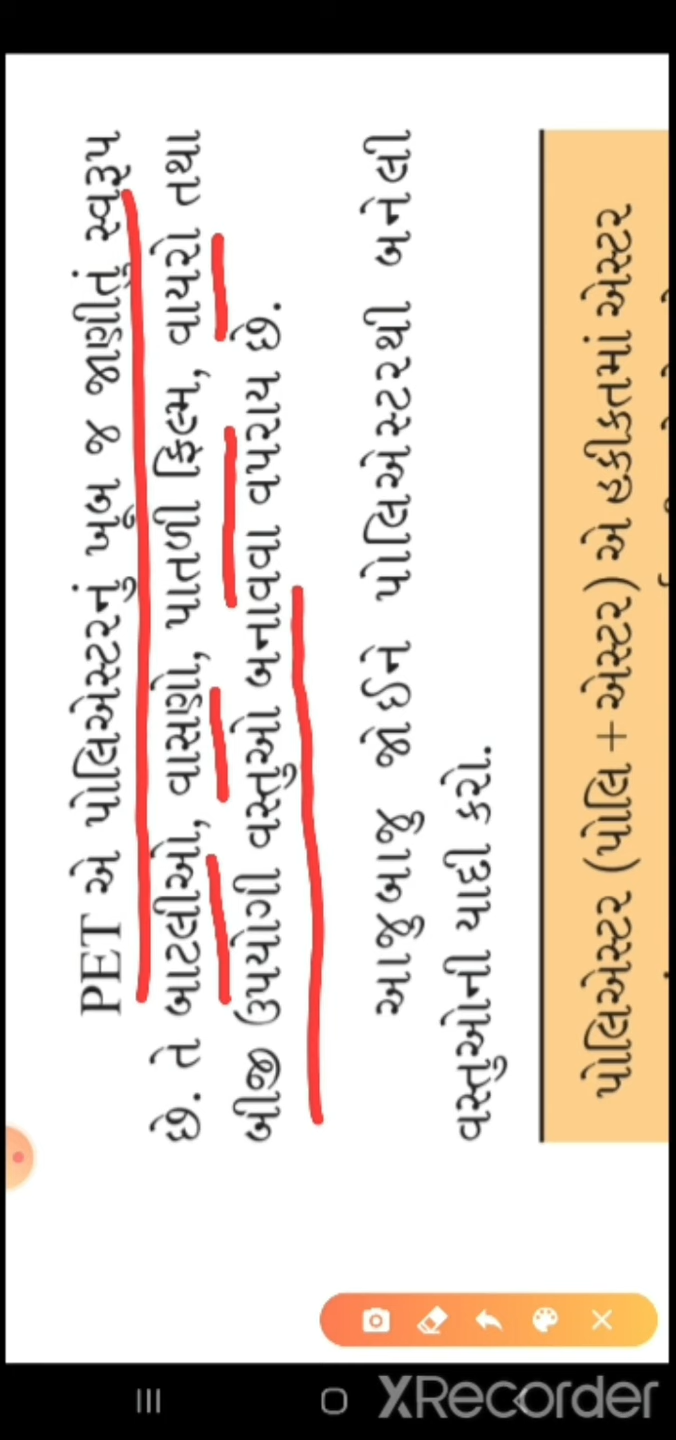 PET એ પોલિએસ્ટરનું ખૂબ જ જાણીતું સ્વરૂપ
છે. તે બાટલીઓ, વાસણો, પાતળી ફિલ્મ, વાયરો તથા
બીજી ઉપયોગી વસ્તુઓ બનાવવા વપરાય છે.
આજુબાજુ જોઇને પોલિએસ્ટરથી બનેલી
વસ્તુઓની યાદી કરો.
પોલિએસ્ટર (પોલિ + એસ્ટર) એ હકીકતમાં એસ્ટર
XRecorder